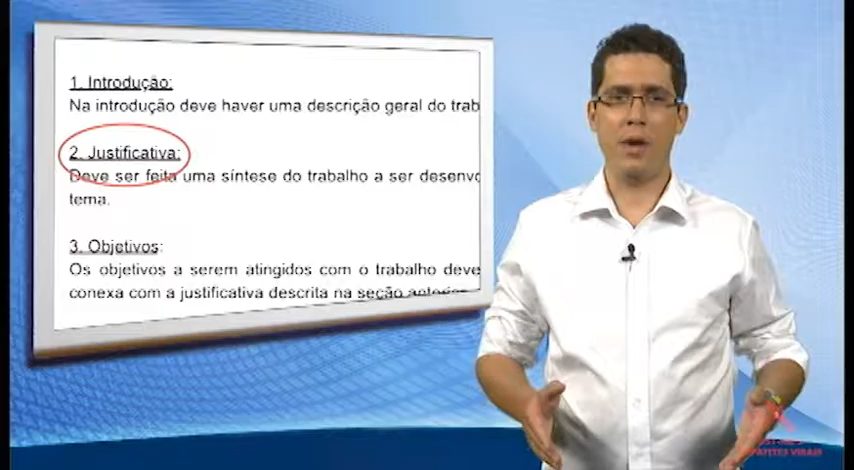 1. Introdução:
Na introdução deve haver uma descrição geral do trab
2. Justificativa:
Deve ser feita uma síntese do trabalho a ser desenvo
tema.
3. Objetivos:
Os objetivos a serem atingidos com o trabalho deve
conexa com a justificativa descrita na seção anterior
VIRAIS